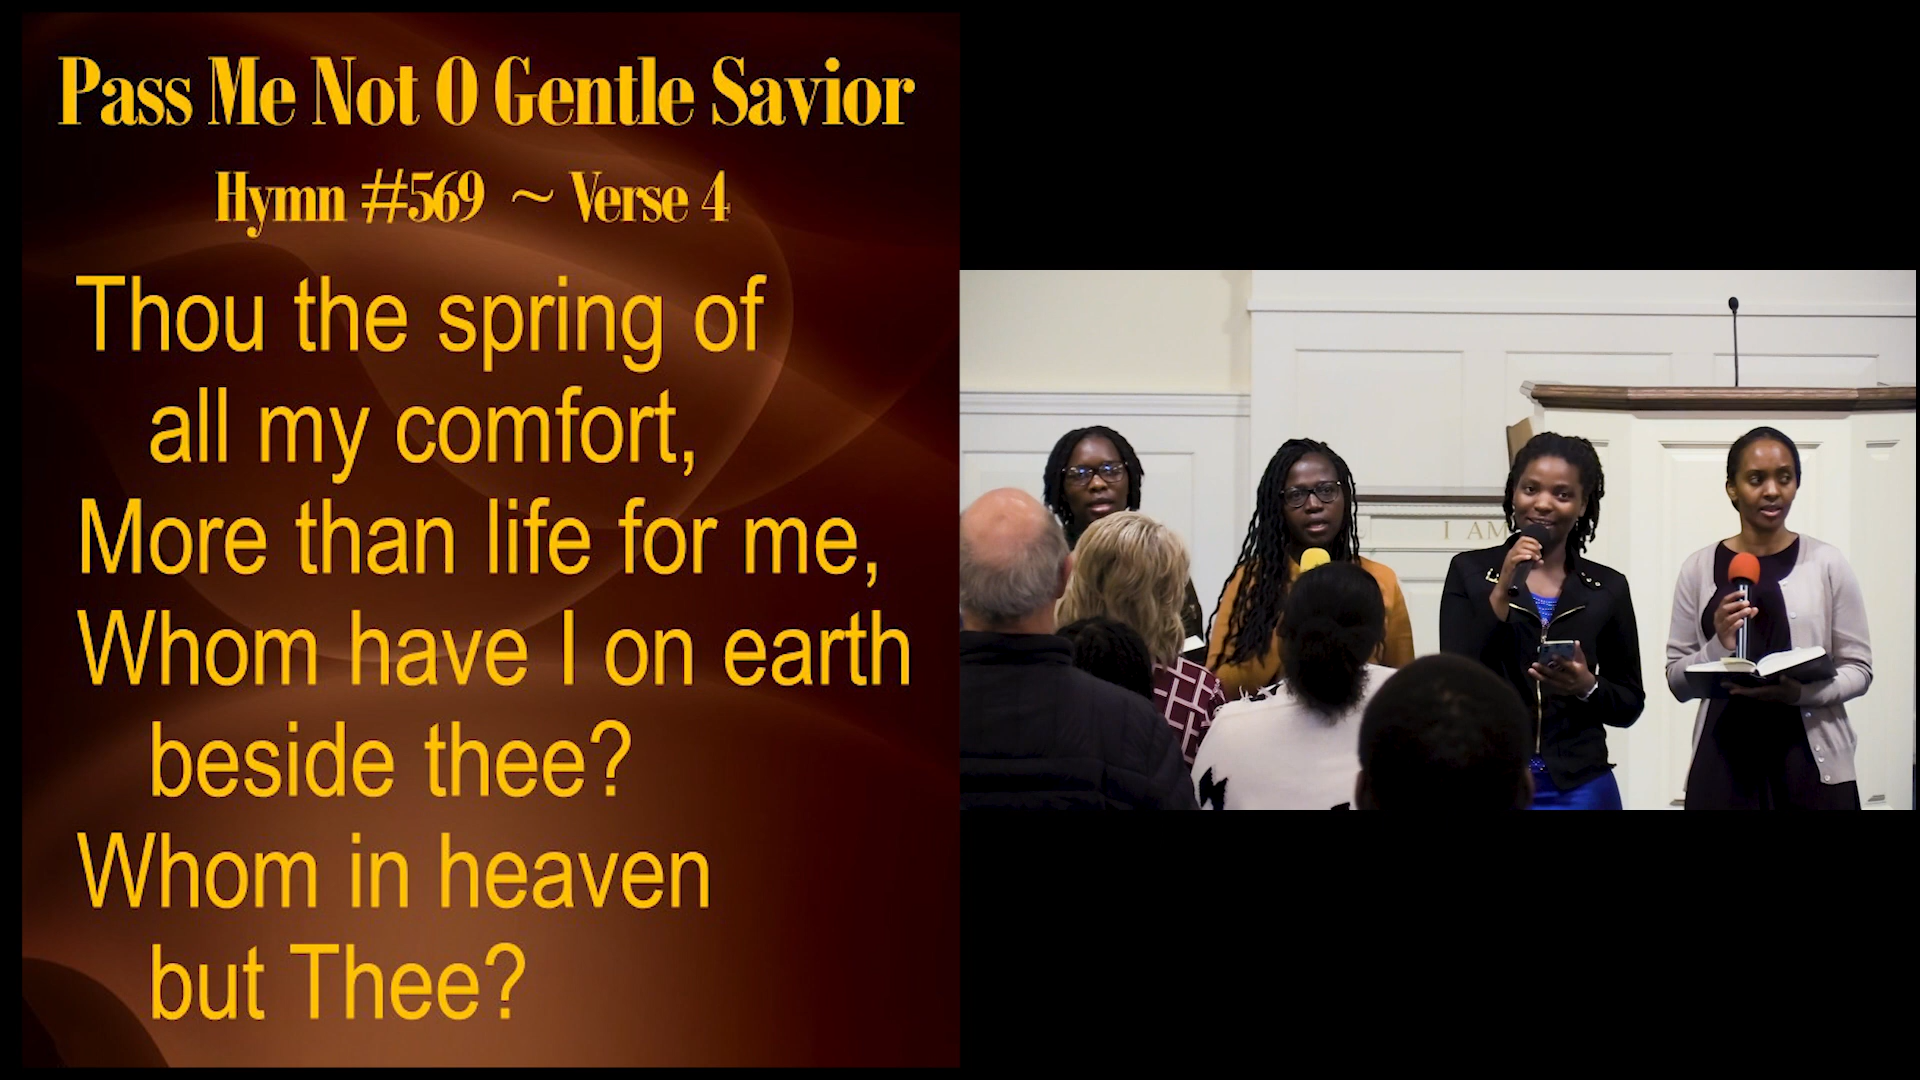 Pass Me Not O Gentle Savior
Hymn #569 ~ Verse 4
Thou the spring of
all my comfort,
More than life for me,
Whom have I on earth
beside thee?
Whom in heaven
but Thee?
I AM